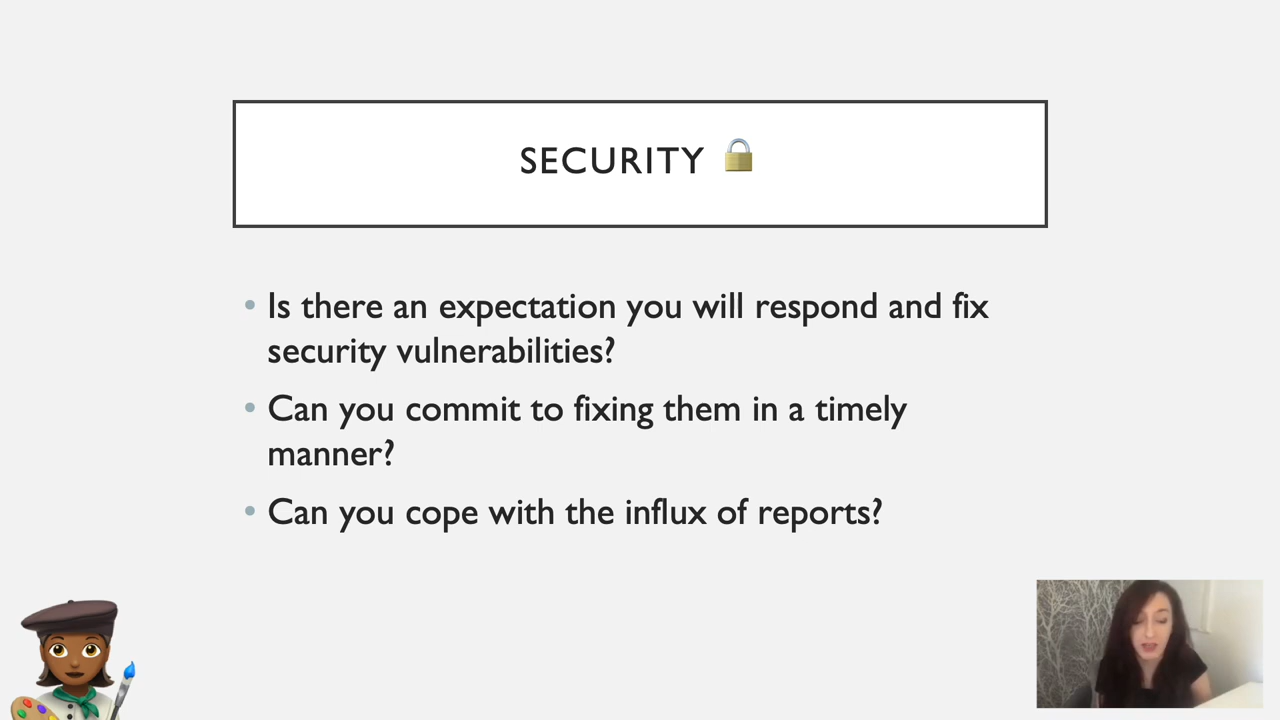 SECURITY 🔒
Is there an expectation you will respond and fix
security vulnerabilities?
Can you commit to fixing them in a timely
manner?
Can you cope with the influx of reports?